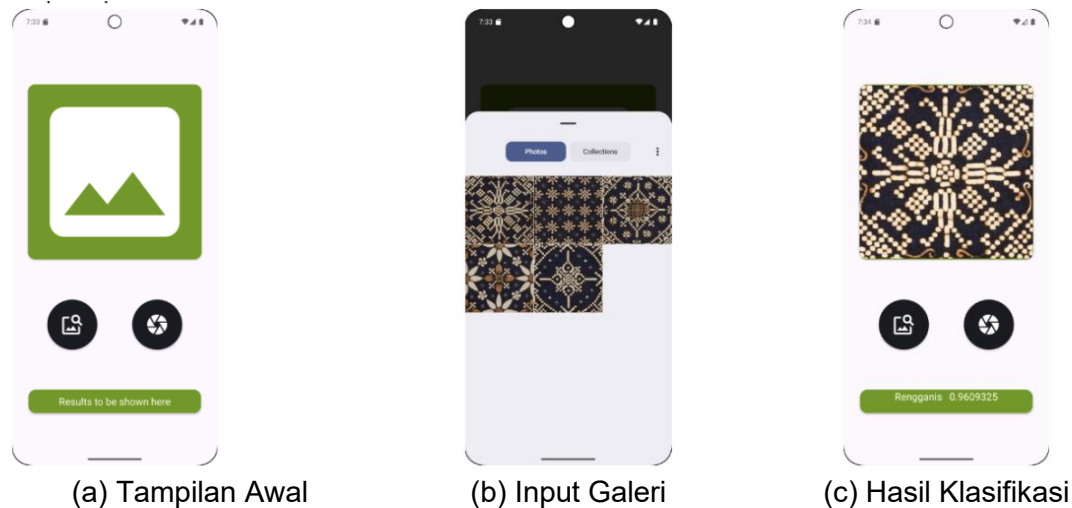 7:33
Results to be shown here
(a) Tampilan Awal
7:33
Photos
Collections
(b) Input Galeri
7:34
Rengganis 0.9609325
(c) Hasil Klasifikasi